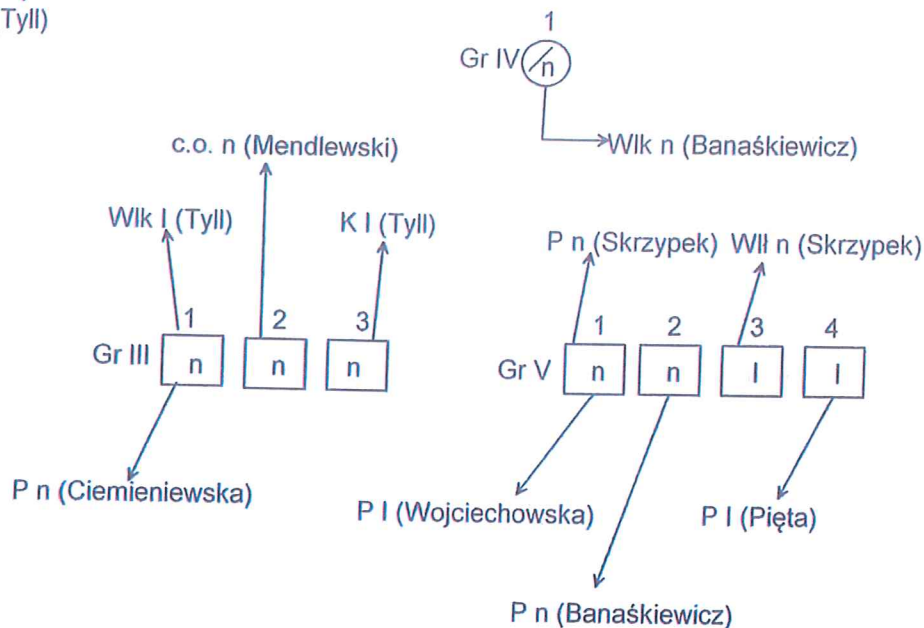 Tyll)
1
Gr IV n
Wlk n (Banaśkiewicz)
c.o. n (Mendlewski)
Wlk l (Tyll) K l (Tyll)
P n (Skrzypek) Wlł n (Skrzypek)
1 2 3
Gr III n n n
1 2 3 4
Gr V n n l l
P n (Ciemieniewska)
P l (Wojciechowska) P l (Pięta)
P n (Banaśkiewicz)